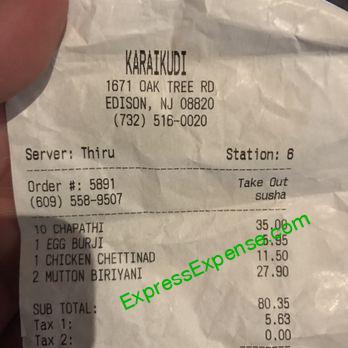 KARAIKUDI
1671 OAK TREE RD
EDISON, NJ 08820
(732) 516-0020
Server: Thiru Station: 6
Order #: 5891 Take Out
(609) 558-9507 susha
10 CHAPATHI 35.00
1 EGG BURJI 5.95
1 CHICKEN CHETTINAD 11.50
2 MUTTON BIRIYANI 27.90
ExpressExpense.com
SUB TOTAL: 80.35
Tax 1: 5.63
Tax 2: 0.00